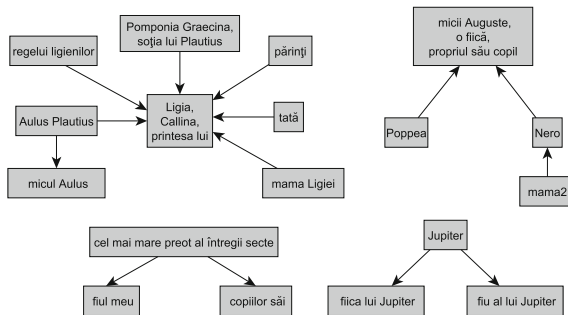 Pomponia Graecina,
soția lui Plautius
micii Auguste,
o fiică,
propriul său copil
regelui ligienilor
părinți
Ligia,
Callina,
printesa lui
Aulus Plautius
tată
Poppea
Nero
micul Aulus
mama Ligiei
mama2
cel mai mare preot al întregii secte
Jupiter
fiul meu
copiilor săi
fiica lui Jupiter
fiu al lui Jupiter